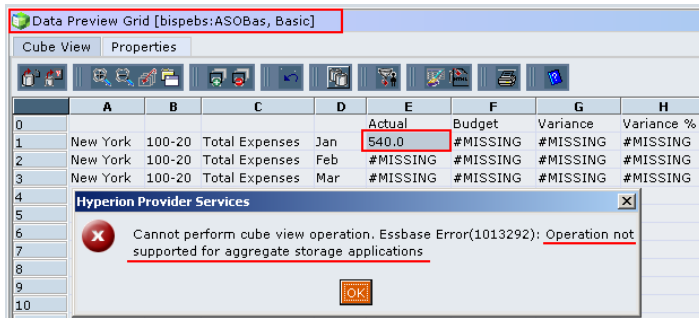 Data Preview Grid [bispebs:ASOBas, Basic]
Cube View Properties
A B C D E F G H
0 Actual Budget Variance Variance %
1 New York 100-20 Total Expenses Jan 540.0 #MISSING #MISSING #MISSING
2 New York 100-20 Total Expenses Feb #MISSING #MISSING #MISSING #MISSING
3 New York 100-20 Total Expenses Mar #MISSING #MISSING #MISSING #MISSING
4
Hyperion Provider Services
5
6 Cannot perform cube view operation. Essbase Error(1013292): Operation not
7 supported for aggregate storage applications
8
9
OK
10